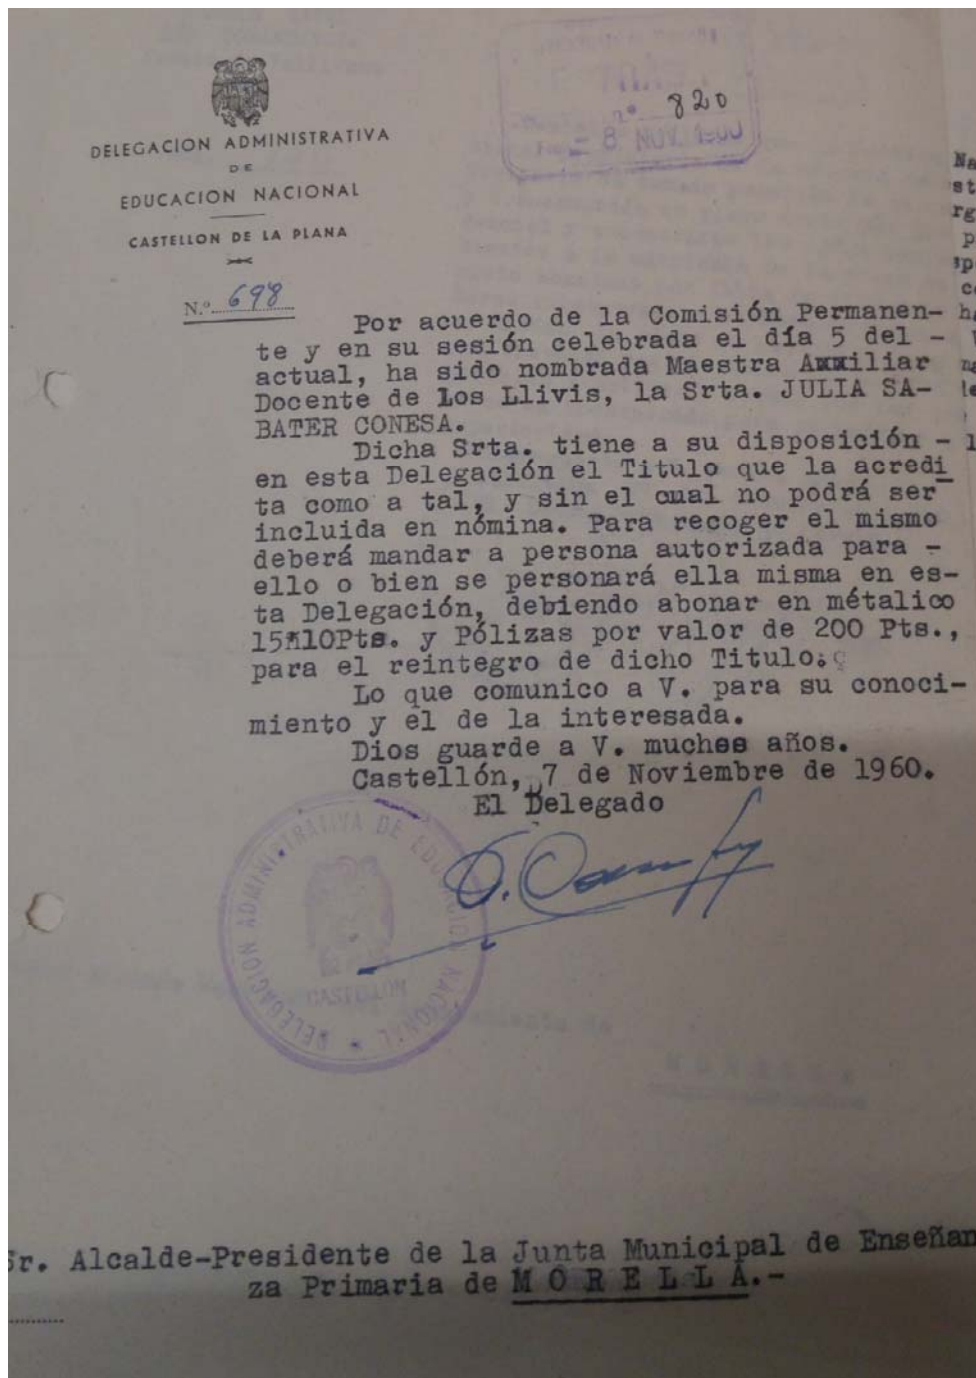 DELEGACION ADMINISTRATIVA
DE
EDUCACION NACIONAL
CASTELLON DE LA PLANA
nº 820
- 8 NOV. 1960
N.º 698
Por acuerdo de la Comisión Permanen-
te y en su sesión celebrada el día 5 del -
actual, ha sido nombrada Maestra Auxiliar
Docente de Los Llivis, la Srta. JULIA SA-
BATER CONESA.
Dicha Srta. tiene a su disposición -
en esta Delegación el Titulo que la acredi
ta como a tal, y sin el cual no podrá ser
incluida en nómina. Para recoger el mismo
deberá mandar a persona autorizada para -
ello o bien se personará ella misma en es-
ta Delegación, debiendo abonar en métalico
15'10Pts. y Pólizas por valor de 200 Pts.,
para el reintegro de dicho Titulo.
Lo que comunico a V. para su conoci-
miento y el de la interesada.
Dios guarde a V. muchos años.
Castellón, 7 de Noviembre de 1960.
El Delegado
DELEGACION ADMINISTRATIVA DE EDUCACION NACIONAL
CASTELLON
Sr. Alcalde-Presidente de la Junta Municipal de Enseñan
za Primaria de M O R E L L A.-